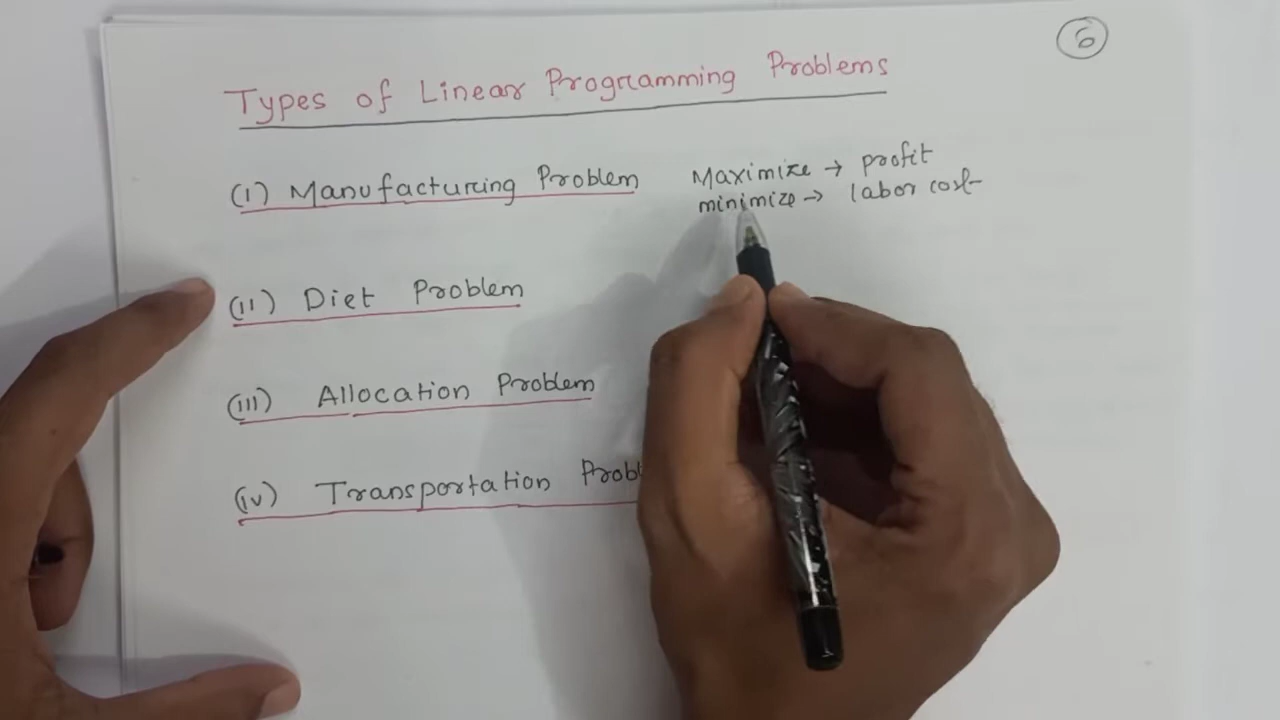 6
Types of Linear Programming Problems
(I) Manufacturing Problem
Maximize → profit
minimize → labor cost
(II) Diet Problem
(III) Allocation Problem
(IV) Transportation